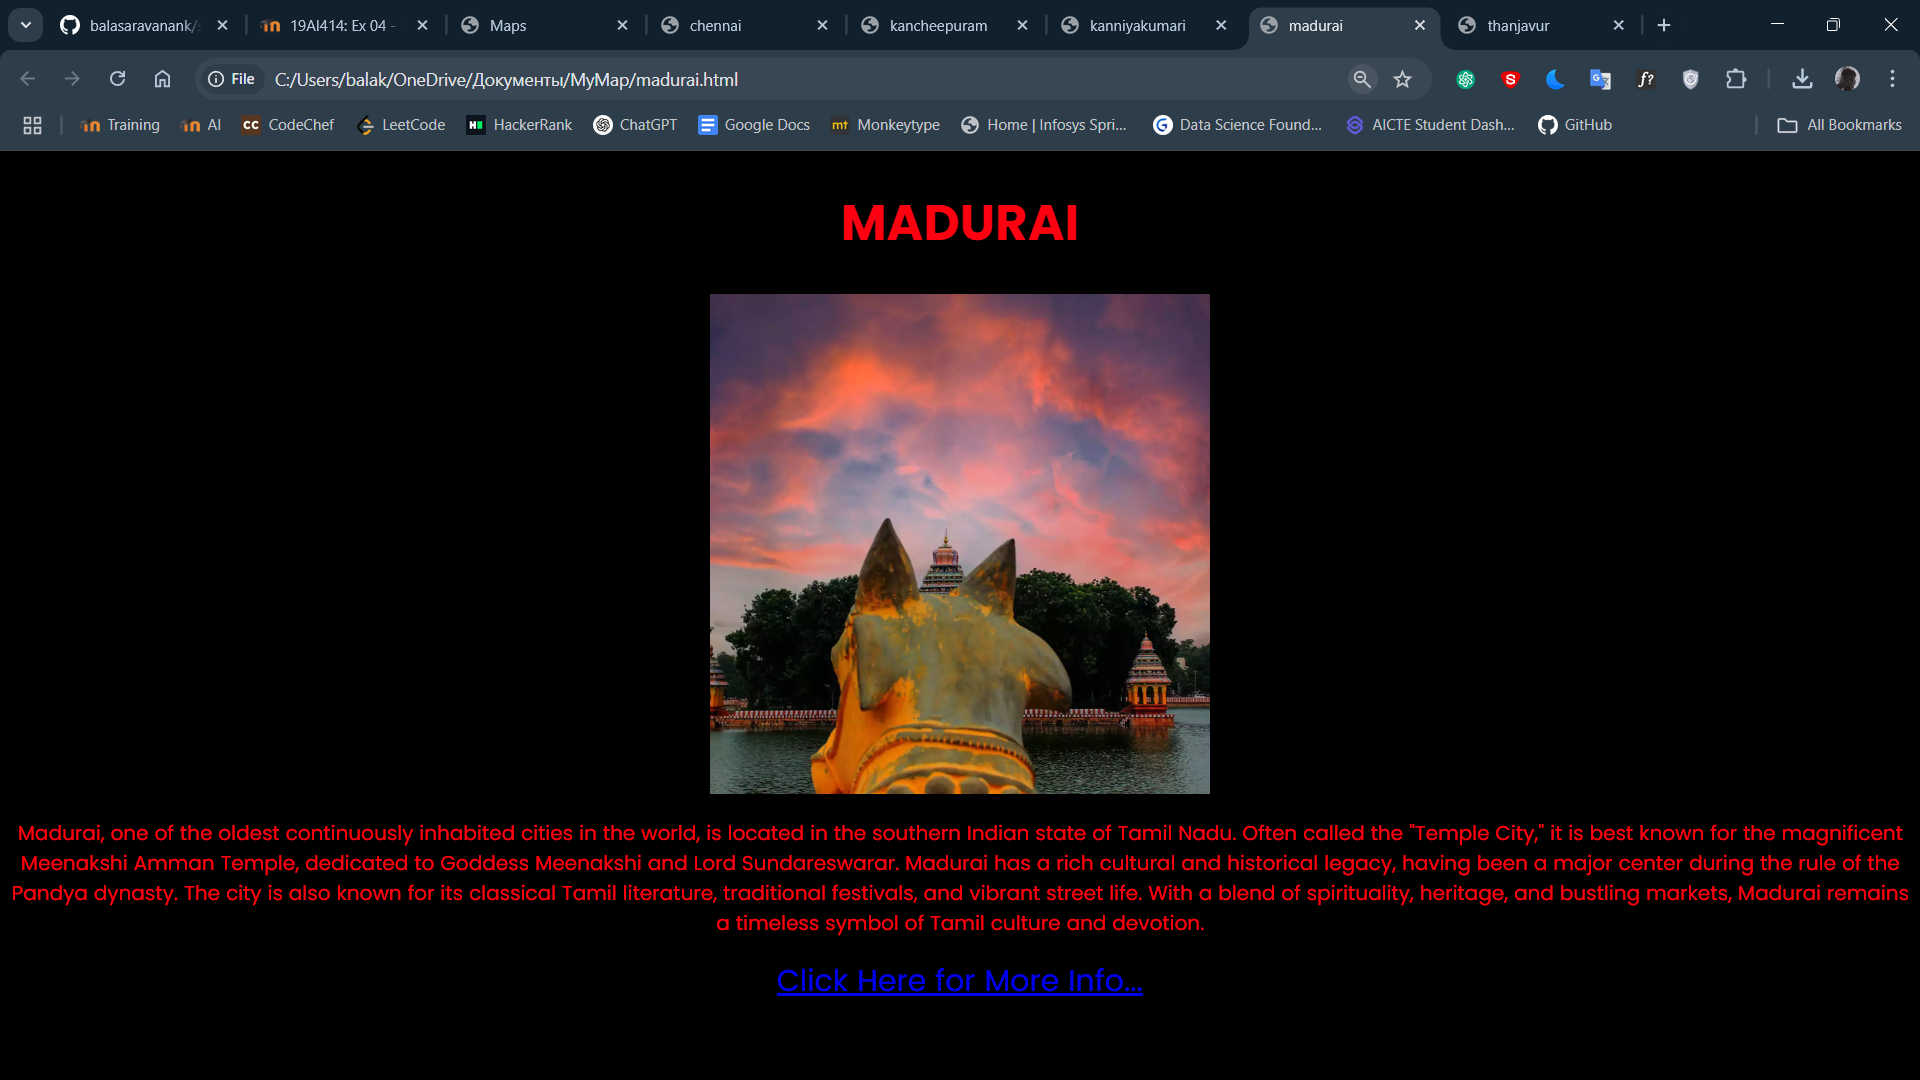 balasaravanank/s
19AI414: Ex 04 -
Maps
chennai
kancheepuram
kanniyakumari
madurai
thanjavur
File
C:/Users/balak/OneDrive/Документы/MyMap/madurai.html
Training
AI
CodeChef
LeetCode
HackerRank
ChatGPT
Google Docs
Monkeytype
Home | Infosys Spri...
Data Science Found...
AICTE Student Dash...
GitHub
All Bookmarks
MADURAI
Madurai, one of the oldest continuously inhabited cities in the world, is located in the southern Indian state of Tamil Nadu. Often called the "Temple City," it is best known for the magnificent
Meenakshi Amman Temple, dedicated to Goddess Meenakshi and Lord Sundareswarar. Madurai has a rich cultural and historical legacy, having been a major center during the rule of the
Pandya dynasty. The city is also known for its classical Tamil literature, traditional festivals, and vibrant street life. With a blend of spirituality, heritage, and bustling markets, Madurai remains
a timeless symbol of Tamil culture and devotion.
Click Here for More Info...